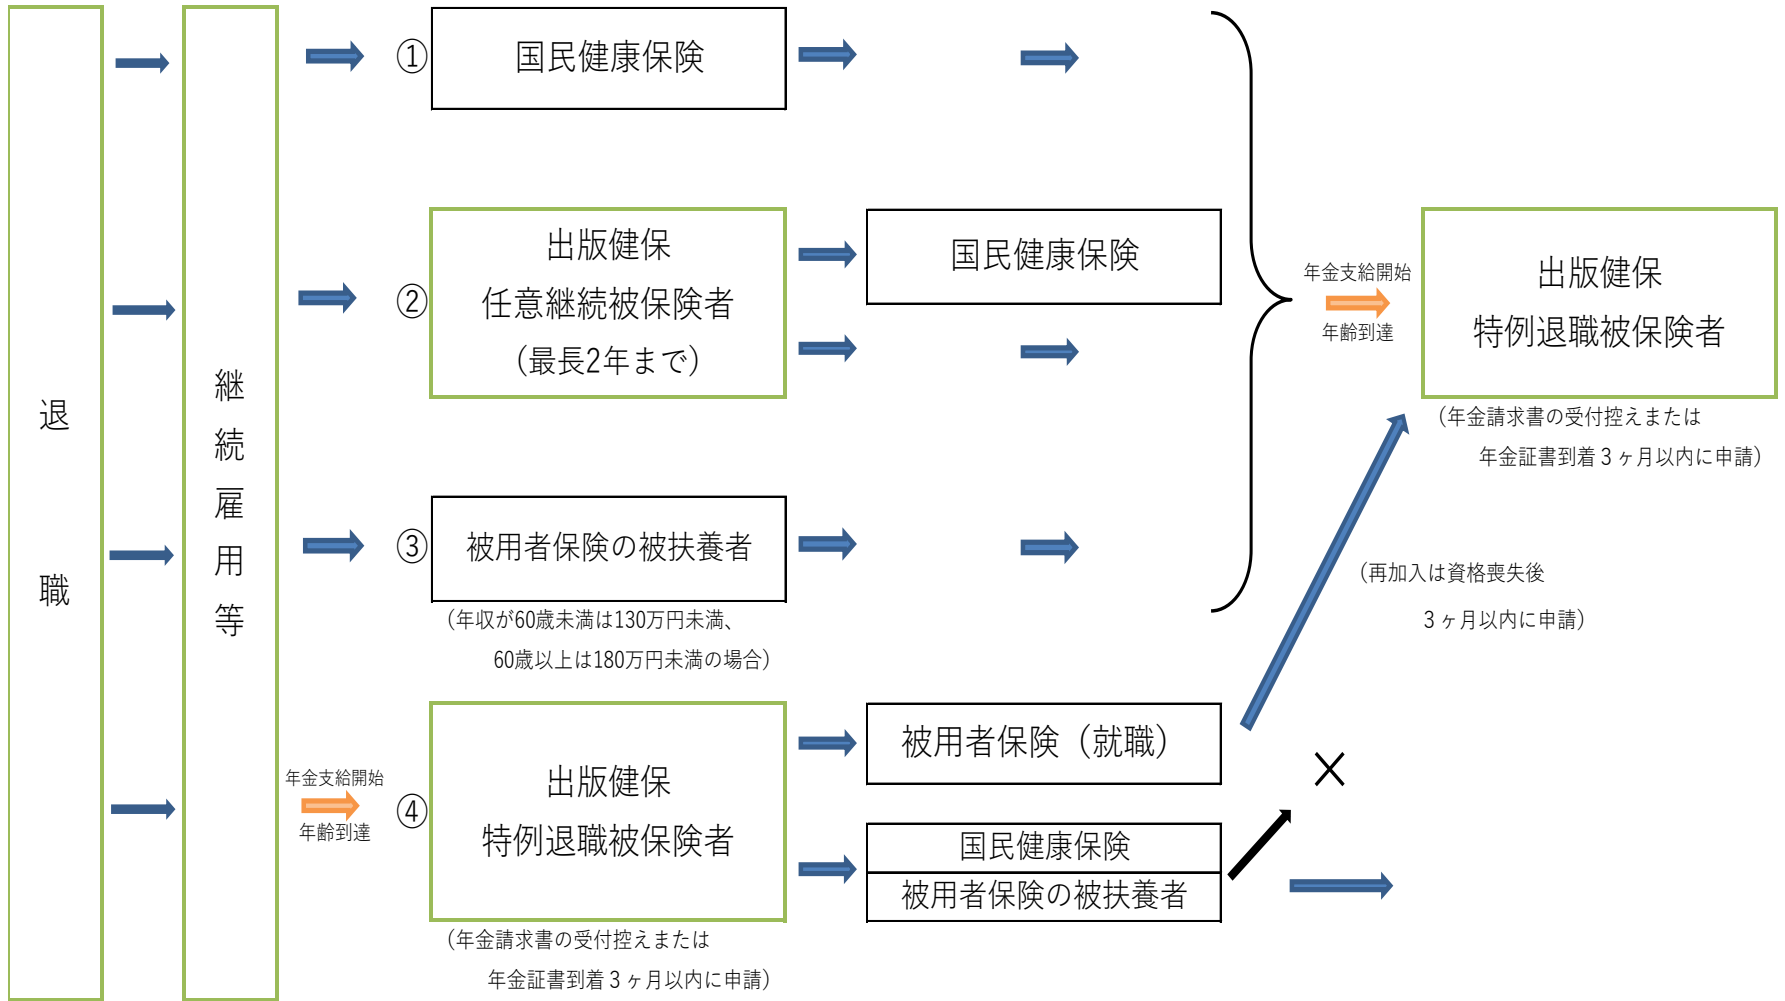 退職
継続雇用等
①
国民健康保険
②
出版健保
任意継続被保険者
（最長2年まで）
国民健康保険
③
被用者保険の被扶養者
（年収が60歳未満は130万円未満、
60歳以上は180万円未満の場合）
年金支給開始
年齢到達
④
出版健保
特例退職被保険者
（年金請求書の受付控えまたは
年金証書到着３ヶ月以内に申請）
被用者保険（就職）
国民健康保険
被用者保険の被扶養者
×
年金支給開始
年齢到達
出版健保
特例退職被保険者
（年金請求書の受付控えまたは
年金証書到着３ヶ月以内に申請）
（再加入は資格喪失後
３ヶ月以内に申請）